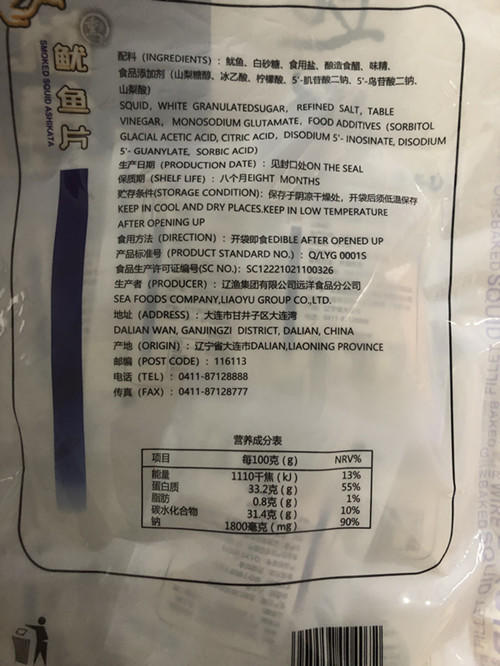 鱿鱼丝
SMOKED SQUID ASHIKATA
配料（INGREDIENTS）: 鱿鱼、白砂糖、食用盐、酿造食醋、味精、
食品添加剂（山梨糖醇、冰乙酸、柠檬酸、5'-肌苷酸二钠、5'-鸟苷酸二钠、
山梨酸)
SQUID, WHITE GRANULATEDSUGAR, REFINED SALT, TABLE
VINEGAR, MONOSODIUM GLUTAMATE, FOOD ADDITIVES (SORBITOL
GLACIAL ACETIC ACID, CITRIC ACID, DISODIUM 5'- INOSINATE, DISODIUM
5'- GUANYLATE, SORBIC ACID)
生产日期（PRODUCTION DATE）: 见封口处ON THE SEAL
保质期（SHELF LIFE）: 八个月EIGHT MONTHS
贮存条件(STORAGE CONDITION): 保存于阴凉干燥处，开袋后须低温保存
KEEP IN COOL AND DRY PLACES.KEEP IN LOW TEMPERATURE
AFTER OPENING UP
食用方法（DIRECTION）: 开袋即食EDIBLE AFTER OPENED UP
产品标准号（PRODUCT STANDARD NO.）: Q/LYG 0001S
食品生产许可证编号(SC NO.): SC12221021100326
生产者（PRODUCER）: 辽渔集团有限公司远洋食品分公司
SEA FOODS COMPANY,LIAOYU GROUP CO.,LTD.
地址（ADDRESS）: 大连市甘井子区大连湾
DALIAN WAN, GANJINGZI DISTRICT, DALIAN, CHINA
产地（ORIGIN）: 辽宁省大连市DALIAN,LIAONING PROVINCE
邮编（POST CODE）: 116113
电话（TEL）: 0411-87128888
传真（FAX）: 0411-87128777
营养成分表
项目 每100克(g) NRV%
能量 1110千焦(kJ) 13%
蛋白质 33.2克(g) 55%
脂肪 0.8克(g) 1%
碳水化合物 31.4克(g) 10%
钠 1800毫克(mg) 90%